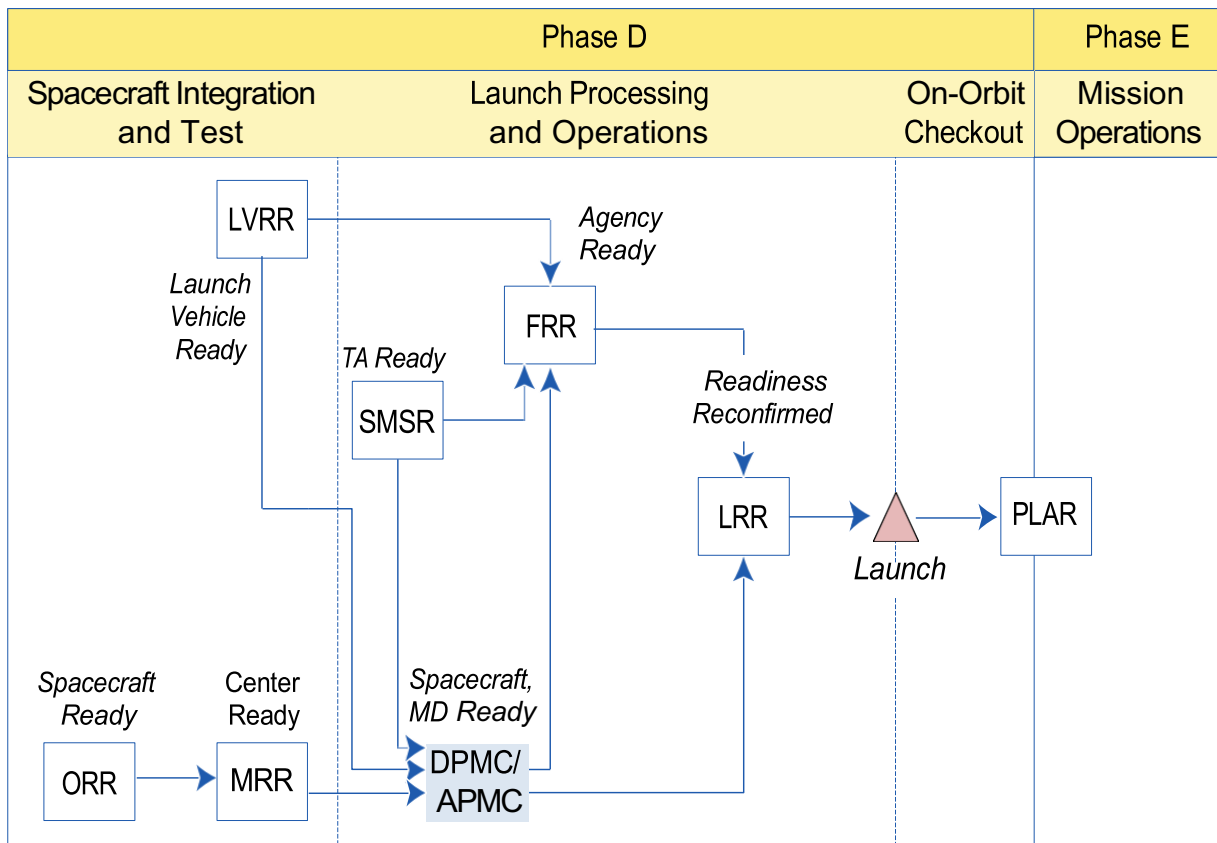 Phase D
Phase E
Spacecraft Integration
and Test
Launch Processing
and Operations
On-Orbit
Checkout
Mission
Operations
LVRR
Agency
Ready
Launch
Vehicle
Ready
FRR
TA Ready
SMSR
Readiness
Reconfirmed
LRR
Launch
PLAR
Spacecraft
Ready
Center
Ready
Spacecraft,
MD Ready
ORR
MRR
DPMC/
APMC